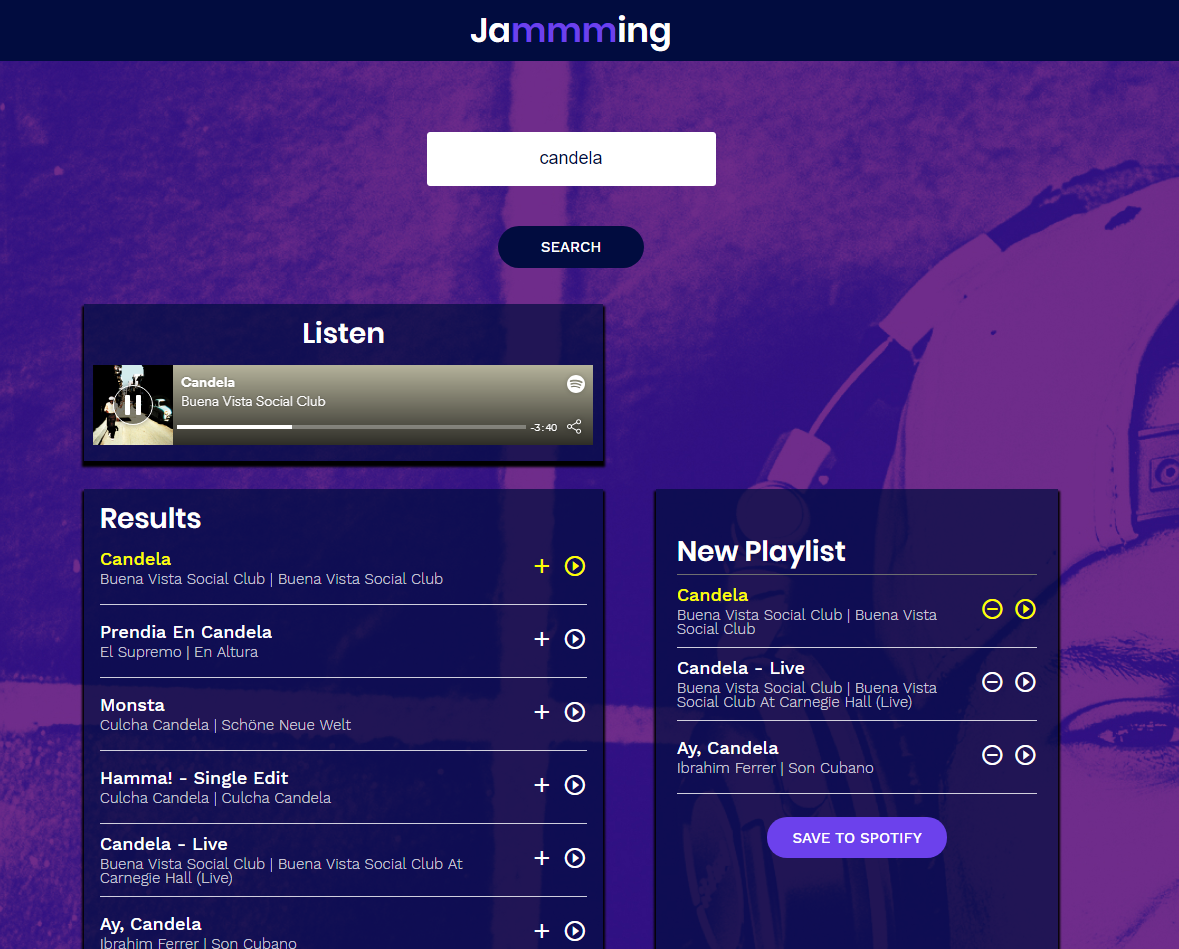 Jammming
candela
SEARCH
Listen
Candela
Buena Vista Social Club
-3:40
Results
Candela
Buena Vista Social Club | Buena Vista Social Club
Prendia En Candela
El Supremo | En Altura
Monsta
Culcha Candela | Schöne Neue Welt
Hamma! - Single Edit
Culcha Candela | Culcha Candela
Candela - Live
Buena Vista Social Club | Buena Vista Social Club At
Carnegie Hall (Live)
Ay, Candela
Ibrahim Ferrer | Son Cubano
New Playlist
Candela
Buena Vista Social Club | Buena Vista
Social Club
Candela - Live
Buena Vista Social Club | Buena Vista
Social Club At Carnegie Hall (Live)
Ay, Candela
Ibrahim Ferrer | Son Cubano
SAVE TO SPOTIFY